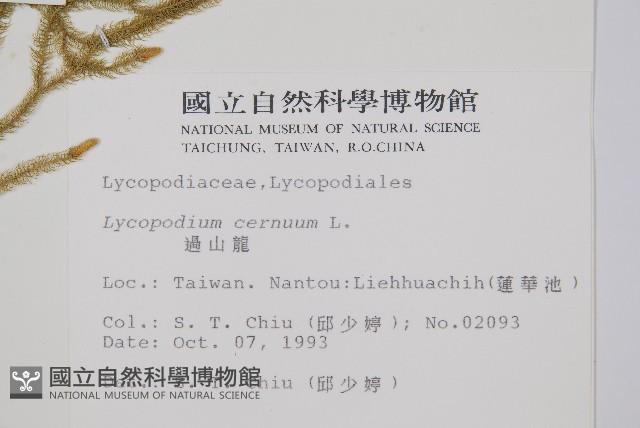 國立自然科學博物館
NATIONAL MUSEUM OF NATURAL SCIENCE
TAICHUNG, TAIWAN, R.O.CHINA
Lycopodiaceae,Lycopodiales
Lycopodium cernuum L.
過山龍
Loc.: Taiwan. Nantou:Liehhuachih(蓮華池)
Col.: S. T. Chiu (邱少婷); No.02093
Date: Oct. 07, 1993
Chiu (邱少婷)
國立自然科學博物館
NATIONAL MUSEUM OF NATURAL SCIENCE